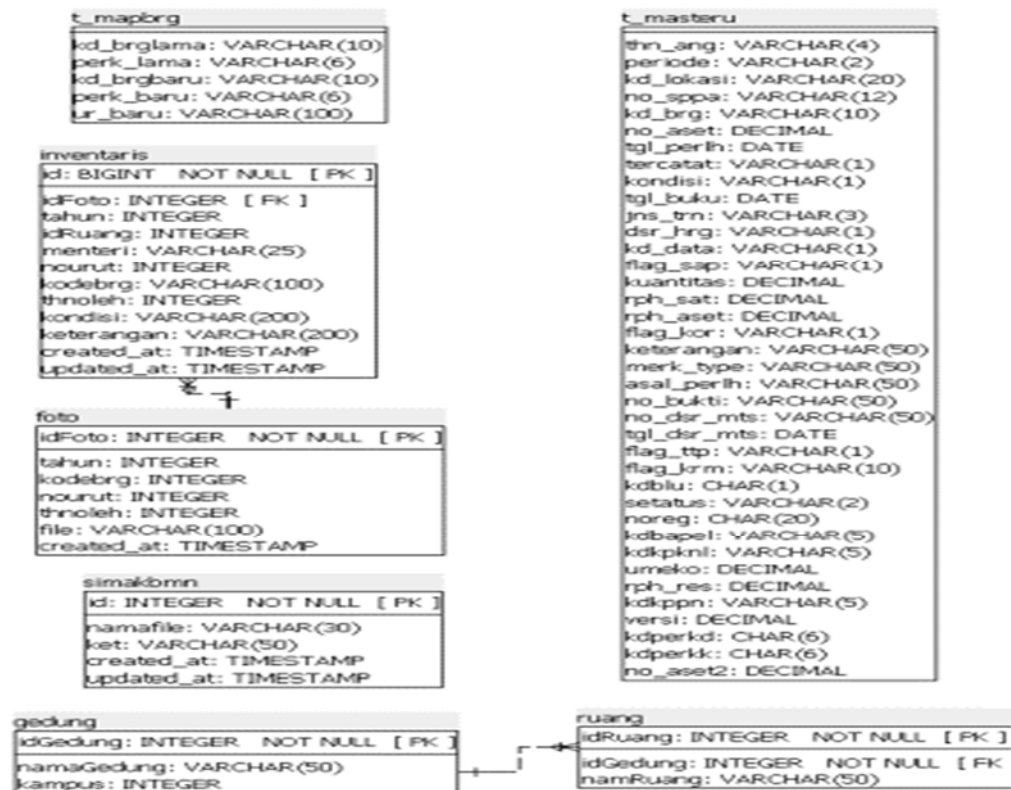 t_mapbrg
kd_brglama: VARCHAR(10)
perk_lama: VARCHAR(6)
kd_brgbaru: VARCHAR(10)
perk_baru: VARCHAR(6)
ur_baru: VARCHAR(100)
inventaris
id: BIGINT NOT NULL [ PK ]
idFoto: INTEGER [ FK ]
tahun: INTEGER
idRuang: INTEGER
menteri: VARCHAR(25)
nourut: INTEGER
kodebrg: VARCHAR(100)
thnoleh: INTEGER
kondisi: VARCHAR(200)
keterangan: VARCHAR(200)
created_at: TIMESTAMP
updated_at: TIMESTAMP
foto
idFoto: INTEGER NOT NULL [ PK ]
tahun: INTEGER
kodebrg: INTEGER
nourut: INTEGER
thnoleh: INTEGER
file: VARCHAR(100)
created_at: TIMESTAMP
simakbmn
id: INTEGER NOT NULL [ PK ]
namafile: VARCHAR(30)
ket: VARCHAR(50)
created_at: TIMESTAMP
updated_at: TIMESTAMP
gedung
idGedung: INTEGER NOT NULL [ PK ]
namaGedung: VARCHAR(50)
kampus: INTEGER
t_masteru
thn_ang: VARCHAR(4)
periode: VARCHAR(2)
kd_lokasi: VARCHAR(20)
no_sppa: VARCHAR(12)
kd_brg: VARCHAR(10)
no_aset: DECIMAL
tgl_perlh: DATE
tercatat: VARCHAR(1)
kondisi: VARCHAR(1)
tgl_buku: DATE
jns_trn: VARCHAR(3)
dsr_hrg: VARCHAR(1)
kd_data: VARCHAR(1)
flag_sap: VARCHAR(1)
kuantitas: DECIMAL
rph_sat: DECIMAL
rph_aset: DECIMAL
flag_kor: VARCHAR(1)
keterangan: VARCHAR(50)
merk_type: VARCHAR(50)
asal_perlh: VARCHAR(50)
no_bukti: VARCHAR(50)
no_dsr_mts: VARCHAR(50)
tgl_dsr_mts: DATE
flag_ttp: VARCHAR(1)
flag_krm: VARCHAR(10)
kdblu: CHAR(1)
setatus: VARCHAR(2)
noreg: CHAR(20)
kdbapel: VARCHAR(5)
kdkpknl: VARCHAR(5)
umeko: DECIMAL
rph_res: DECIMAL
kdkppn: VARCHAR(5)
versi: DECIMAL
kdperkd: CHAR(6)
kdperkk: CHAR(6)
no_aset2: DECIMAL
ruang
idRuang: INTEGER NOT NULL [ PK ]
idGedung: INTEGER NOT NULL [ FK
namRuang: VARCHAR(50)